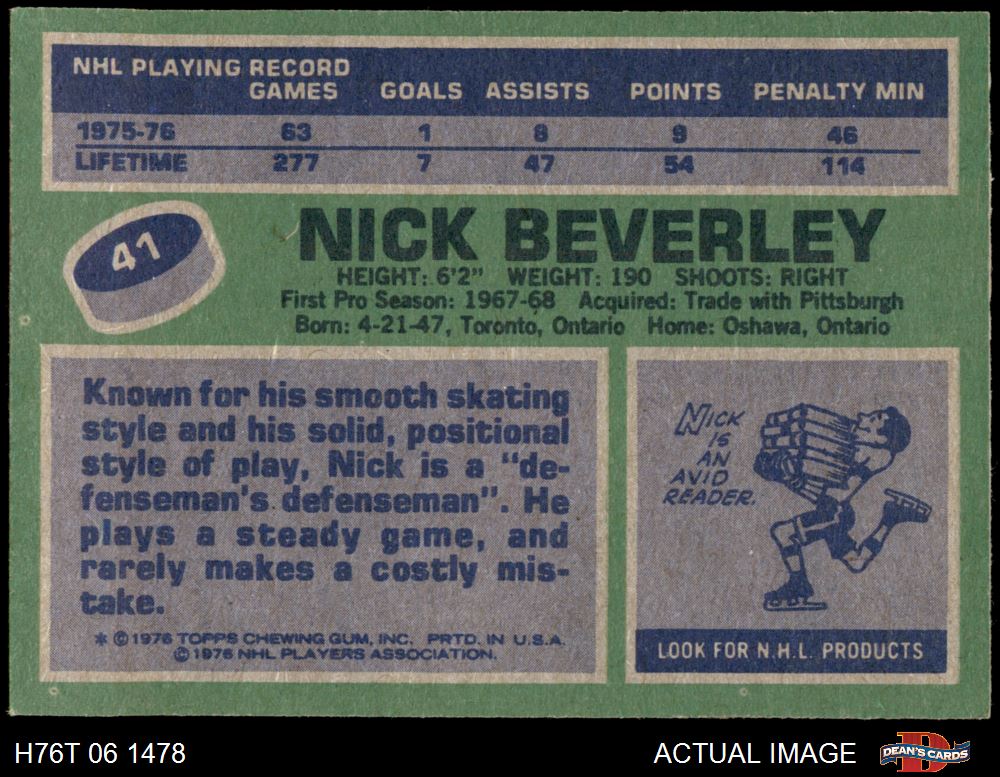 NHL PLAYING RECORD
GAMES GOALS ASSISTS POINTS PENALTY MIN
1975-76 63 1 8 9 46
LIFETIME 277 7 47 54 114
41
NICK BEVERLEY
HEIGHT: 6'2" WEIGHT: 190 SHOOTS: RIGHT
First Pro Season: 1967-68 Acquired: Trade with Pittsburgh
Born: 4-21-47, Toronto, Ontario Home: Oshawa, Ontario
Known for his smooth skating
style and his solid, positional
style of play, Nick is a "de-
fenseman's defenseman". He
plays a steady game, and
rarely makes a costly mis-
take.
* © 1976 TOPPS CHEWING GUM, INC. PRTD. IN U.S.A.
© 1976 NHL PLAYERS ASSOCIATION.
NICK
IS
AN
AVID
READER.
LOOK FOR N.H.L. PRODUCTS
H76T 06 1478
ACTUAL IMAGE
DEAN'S CARDS